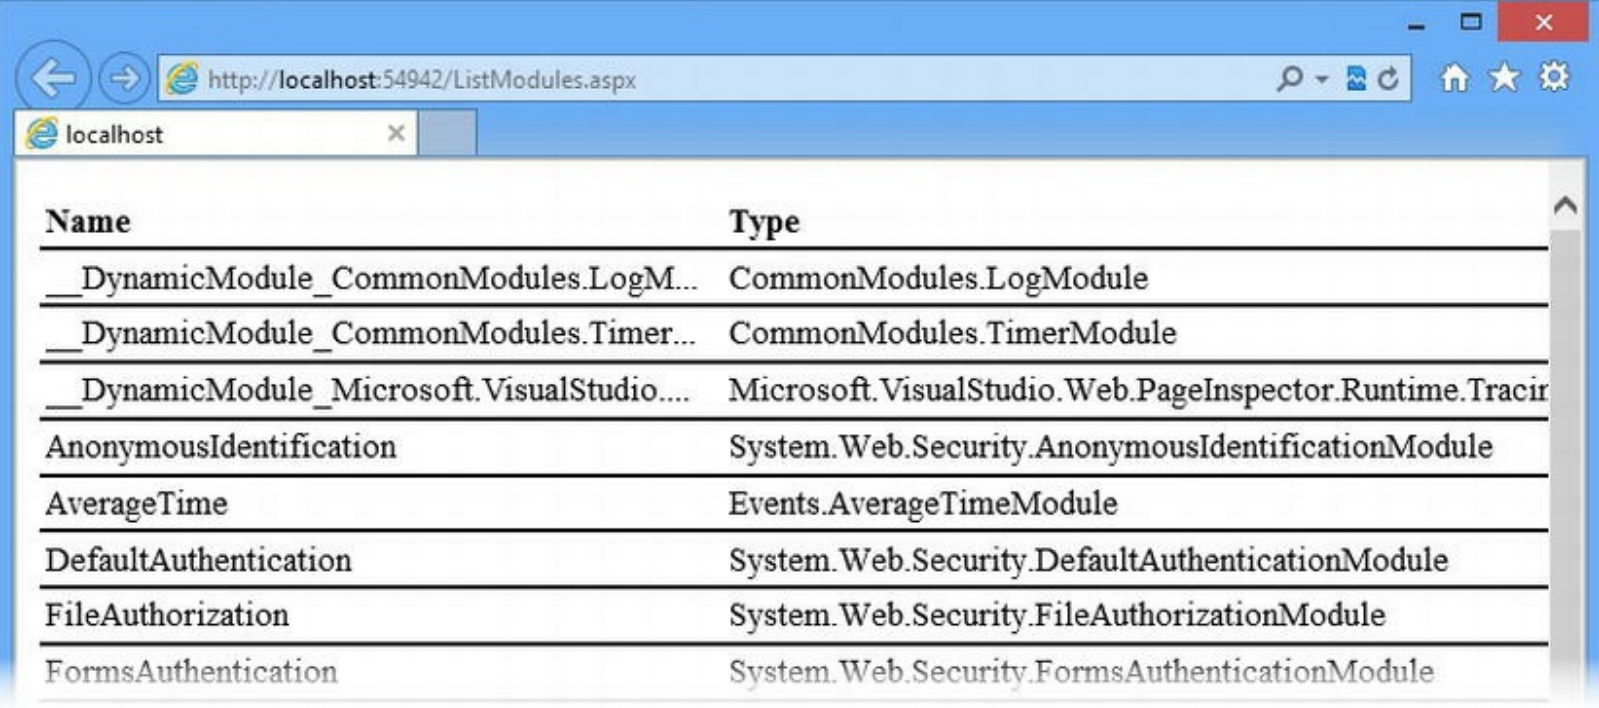 http://localhost:54942/ListModules.aspx
localhost
Name Type
__DynamicModule_CommonModules.LogM... CommonModules.LogModule
__DynamicModule_CommonModules.Timer... CommonModules.TimerModule
__DynamicModule_Microsoft.VisualStudio.... Microsoft.VisualStudio.Web.PageInspector.Runtime.Tracin
AnonymousIdentification System.Web.Security.AnonymousIdentificationModule
AverageTime Events.AverageTimeModule
DefaultAuthentication System.Web.Security.DefaultAuthenticationModule
FileAuthorization System.Web.Security.FileAuthorizationModule
FormsAuthentication System.Web.Security.FormsAuthenticationModule